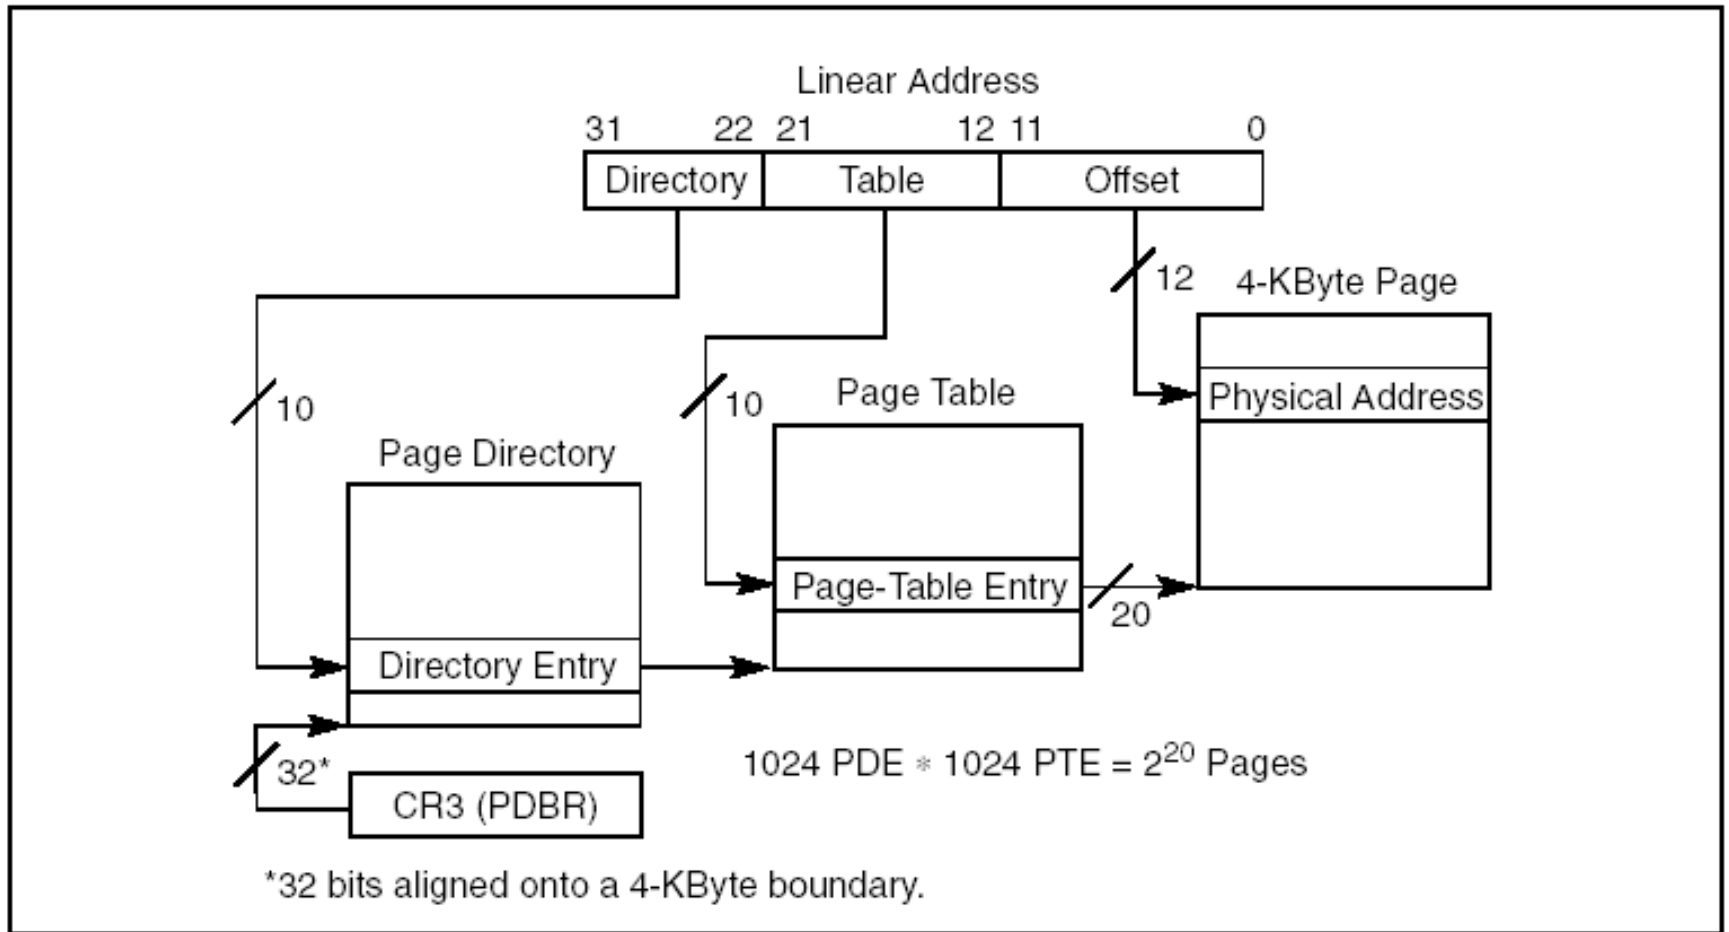 Linear Address
31 22 21 12 11 0
Directory Table Offset
12
4-KByte Page
Physical Address
10
10
Page Table
Page Directory
Page-Table Entry
20
Directory Entry
32*
CR3 (PDBR)
1024 PDE * 1024 PTE = 2²⁰ Pages
*32 bits aligned onto a 4-KByte boundary.